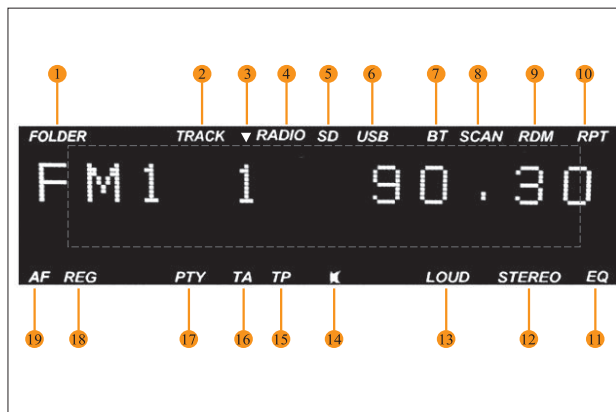 1 2 3 4 5 6 7 8 9 10
FOLDER TRACK RADIO SD USB BT SCAN RDM RPT
FM1 1 90.30
AF REG PTY TA TP LOUD STEREO EQ
19 18 17 16 15 14 13 12 11